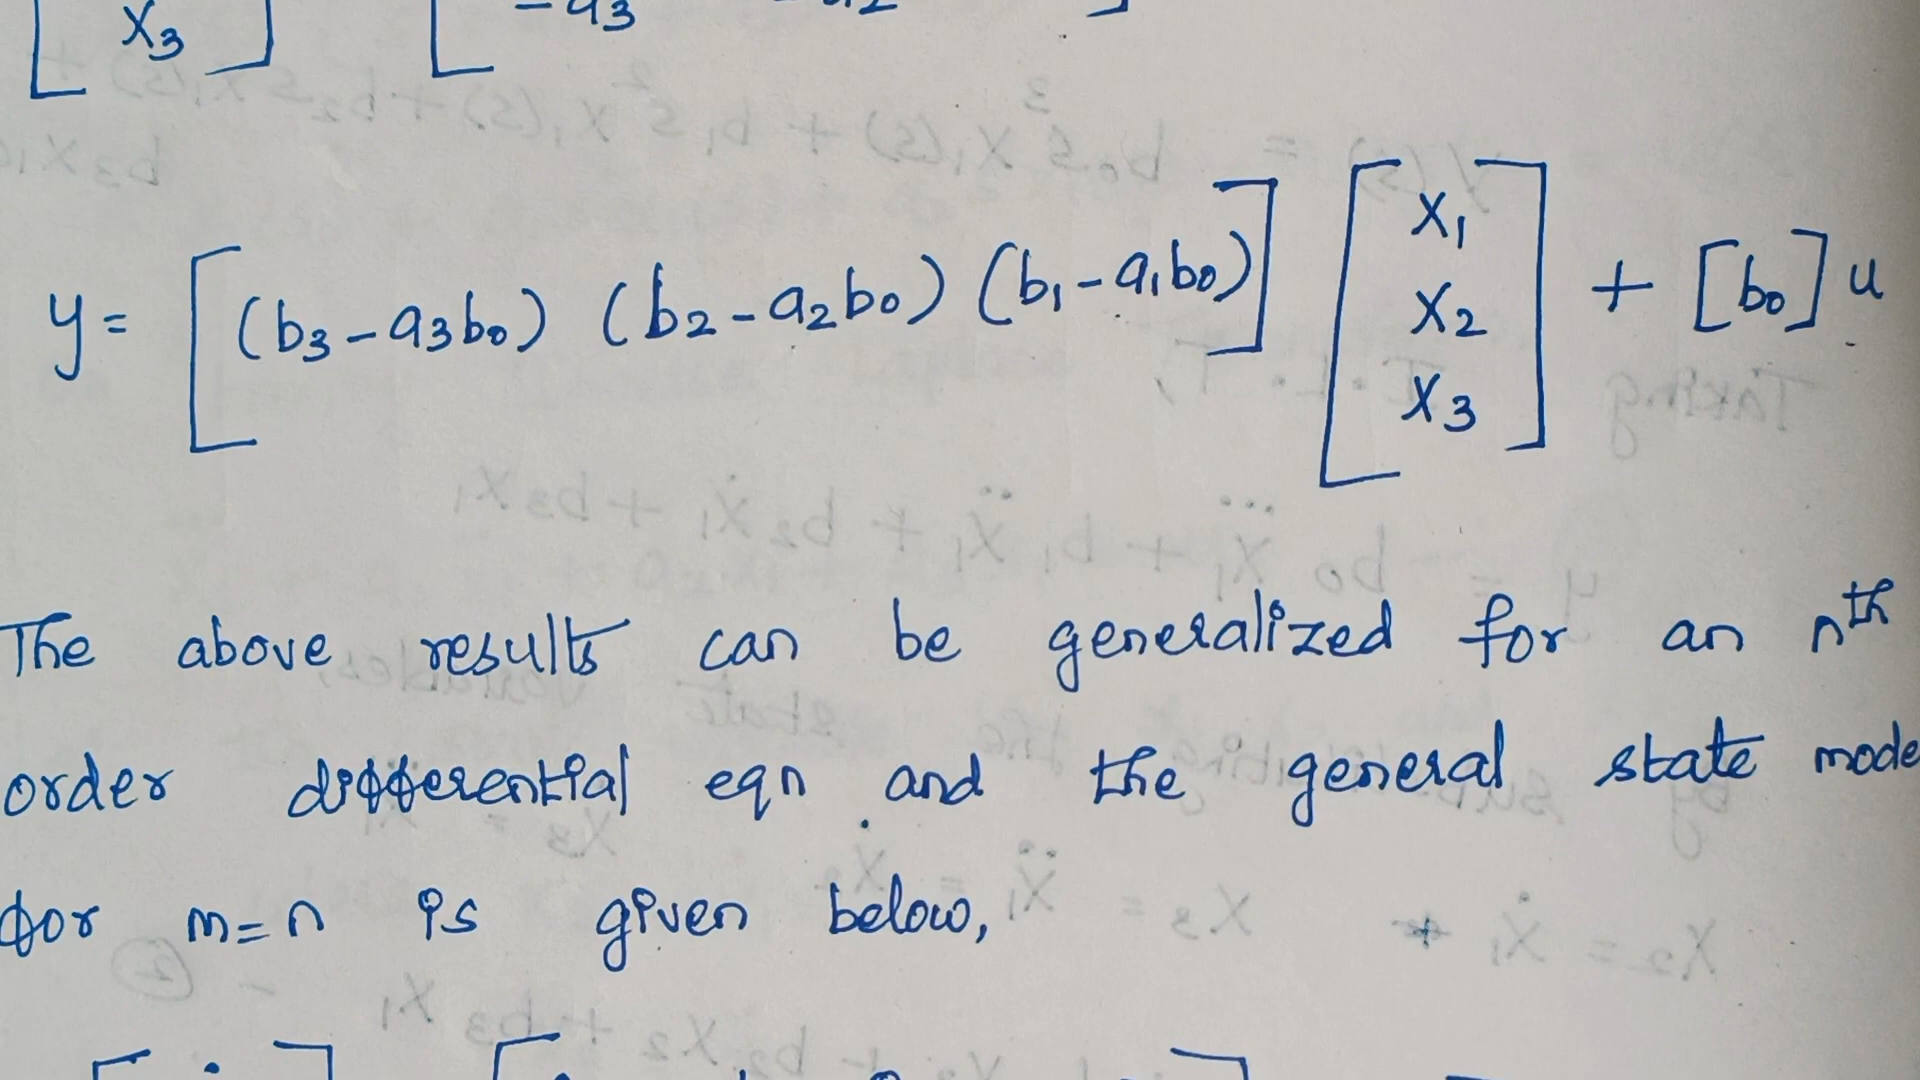 x₃ -a₃
y = [(b₃-a₃b₀) (b₂-a₂b₀) (b₁-a₁b₀)] [x₁ x₂ x₃] + [b₀] u
The above results can be generalized for an nth
order differential eqn and the general state mode
for m=n is given below,